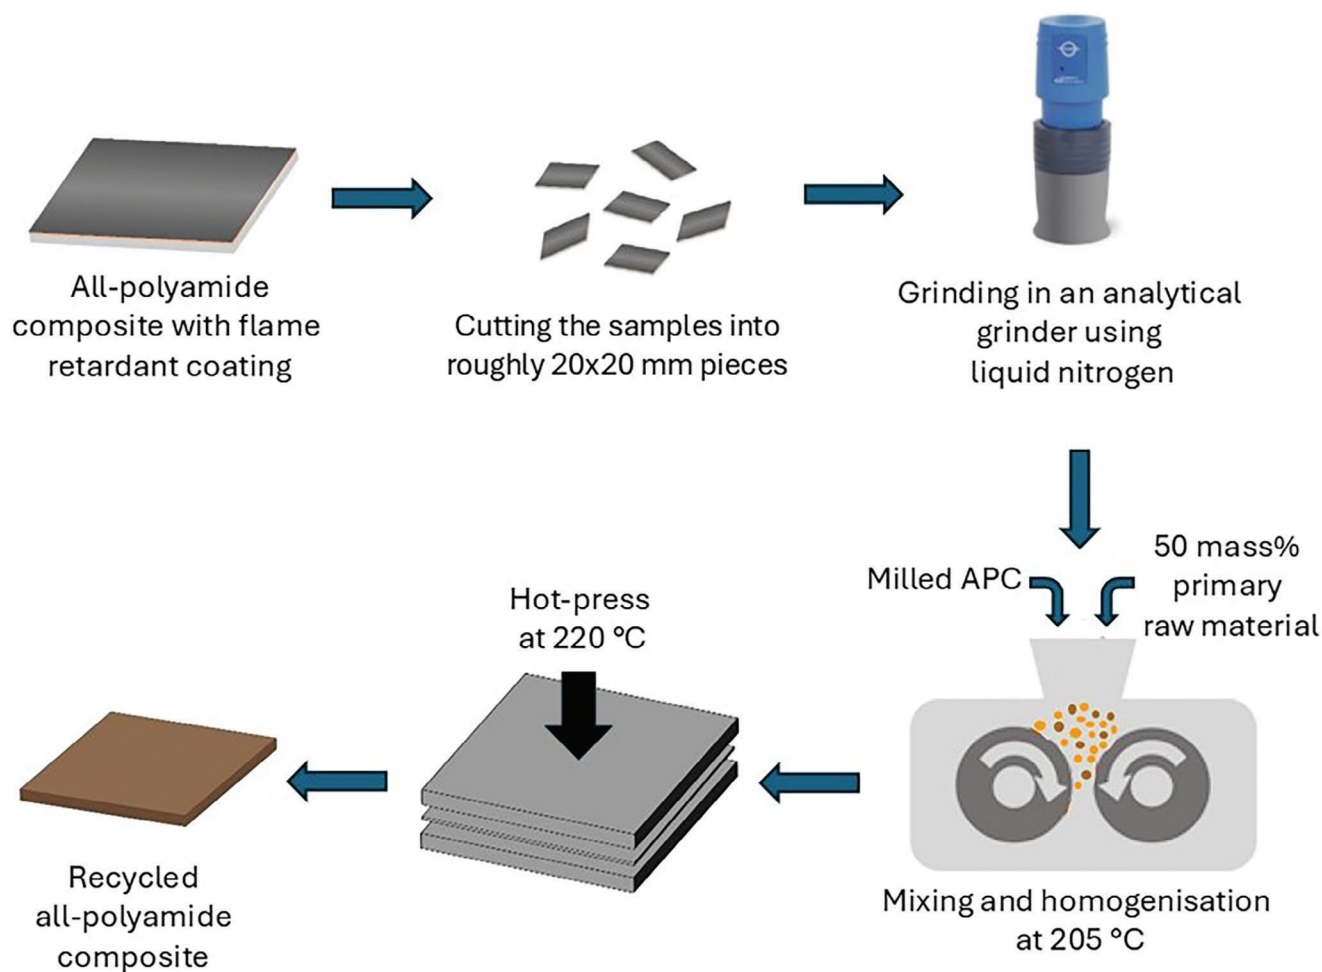 All-polyamide
composite with flame
retardant coating
Cutting the samples into
roughly 20x20 mm pieces
Grinding in an analytical
grinder using
liquid nitrogen
Milled APC
50 mass%
primary
raw material
Mixing and homogenisation
at 205 °C
Hot-press
at 220 °C
Recycled
all-polyamide
composite